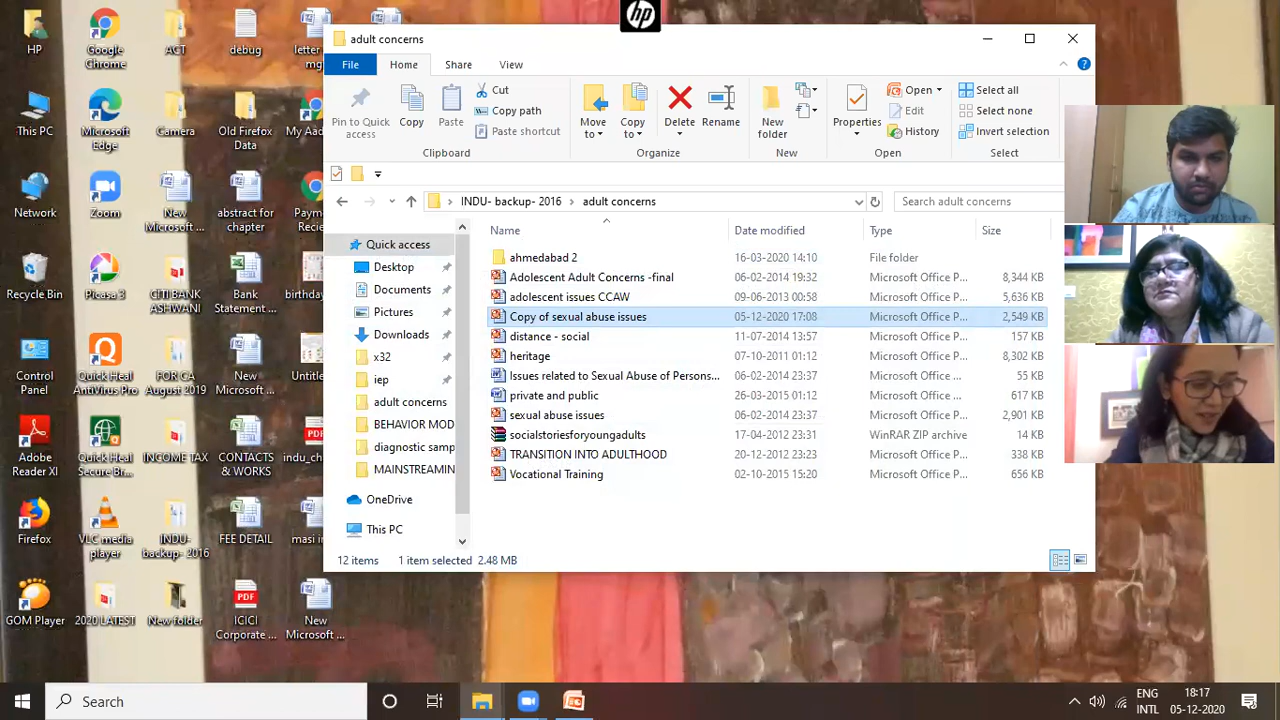 HP
Google
Chrome
ACT
debug
letter
mg
This PC
Microsoft
Edge
Camera
Old Firefox
Data
My Aad
Network
Zoom
New
Microsoft ...
abstract for
chapter
Paym
Recie
Recycle Bin
Picasa 3
CITI BANK
ASHWANI
Bank
Statement ...
birthday
Control
Panel
Quick Heal
AntiVirus Pro
FOR CA
August 2019
New
Microsoft ...
Untitle
Adobe
Reader XI
Quick Heal
Secure Br...
INCOME TAX
CONTACTS
& WORKS
indu_ch
Firefox
VLC media
player
INDU-
backup- 2016
FEE DETAIL
masi in
GOM Player
2020 LATEST
New folder
ICICI
Corporate ...
New
Microsoft ...
hp
adult concerns
File
Home
Share
View
Pin to Quick
access
Copy
Paste
Cut
Copy path
Paste shortcut
Clipboard
Move
to
Copy
to
Delete
Rename
Organize
New
folder
New
Properties
Open
Edit
History
Open
Select all
Select none
Invert selection
Select
INDU- backup- 2016
adult concerns
Search adult concerns
Quick access
Desktop
Documents
Pictures
Downloads
x32
iep
adult concerns
BEHAVIOR MOD
diagnostic samp
MAINSTREAMIN
OneDrive
This PC
Name Date modified Type Size
ahmedabad 2 16-03-2020 14:10 File folder
Adolescent Adult Concerns -final 06-02-2014 19:32 Microsoft Office P... 8,344 KB
adolescent issues CCAW 09-06-2013 00:58 Microsoft Office P... 5,636 KB
Copy of sexual abuse issues 05-12-2020 17:08 Microsoft Office P... 2,549 KB
distance - social 11-07-2014 13:57 Microsoft Office P... 157 KB
heritage 07-10-2011 01:12 Microsoft Office P... 8,302 KB
Issues related to Sexual Abuse of Persons... 06-02-2014 23:37 Microsoft Office ... 55 KB
private and public 26-03-2015 01:12 Microsoft Office ... 617 KB
sexual abuse issues 06-02-2014 23:37 Microsoft Office P... 2,901 KB
socialstoriesforyoungadults 17-04-2012 23:31 WinRAR ZIP archive 14 KB
TRANSITION INTO ADULTHOOD 20-12-2012 23:23 Microsoft Office P... 338 KB
Vocational Training 02-10-2015 15:20 Microsoft Office P... 656 KB
12 items 1 item selected 2.48 MB
Search
ENG
INTL
18:17
05-12-2020